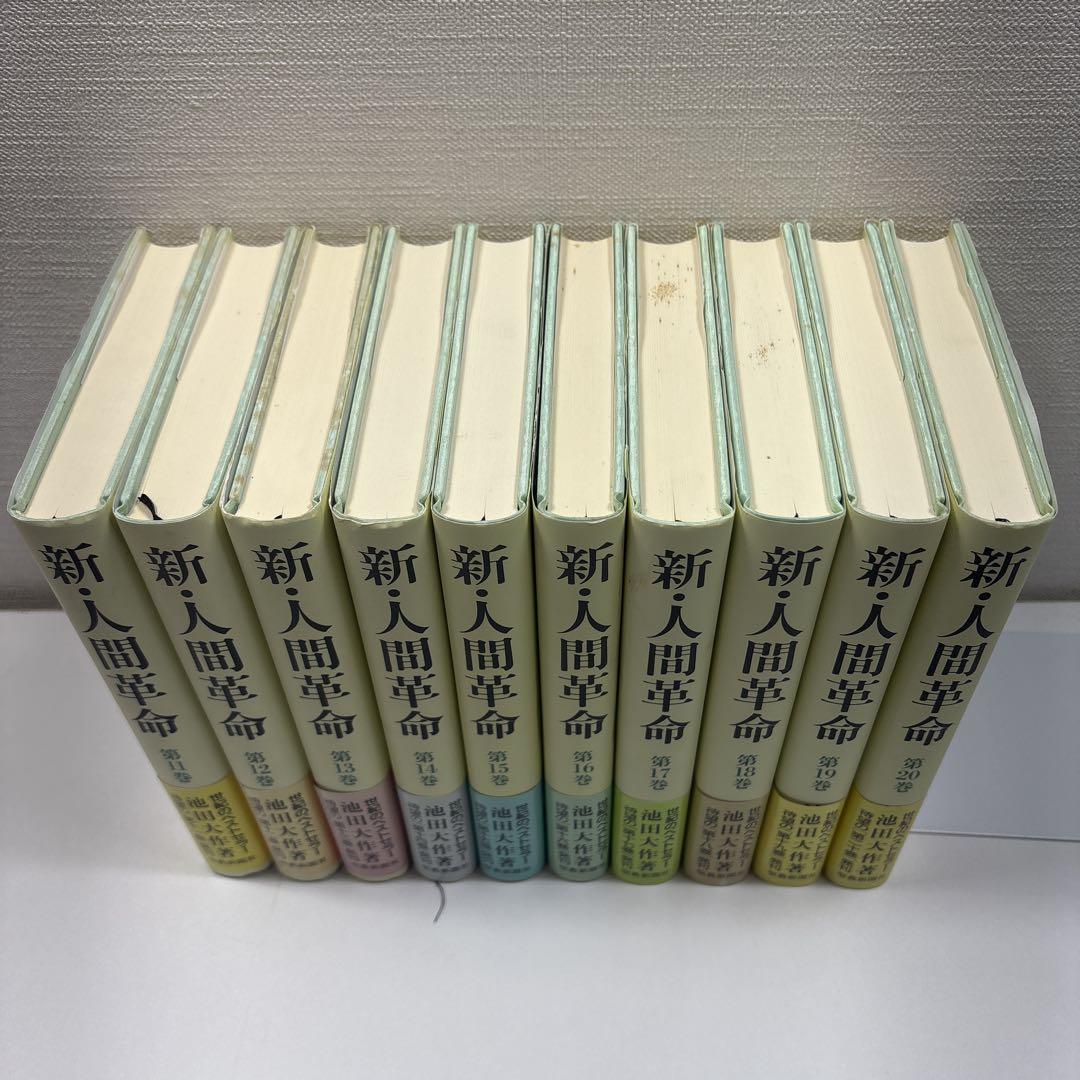 新・人間革命 第11巻
池田大作著
新・人間革命 第12巻
池田大作著
新・人間革命 第13巻
世紀のベストセラー
池田大作著
新・人間革命 第14巻
世紀のベストセラー
池田大作著
新・人間革命 第15巻
世紀のベストセラー
池田大作著
新・人間革命 第16巻
世紀のベストセラー
池田大作著
新・人間革命 第17巻
世紀のベストセラー
池田大作著
新・人間革命 第18巻
世紀のベストセラー
池田大作著
新・人間革命 第19巻
世紀のベストセラー
池田大作著
新・人間革命 第20巻
世紀のベストセラー
池田大作著